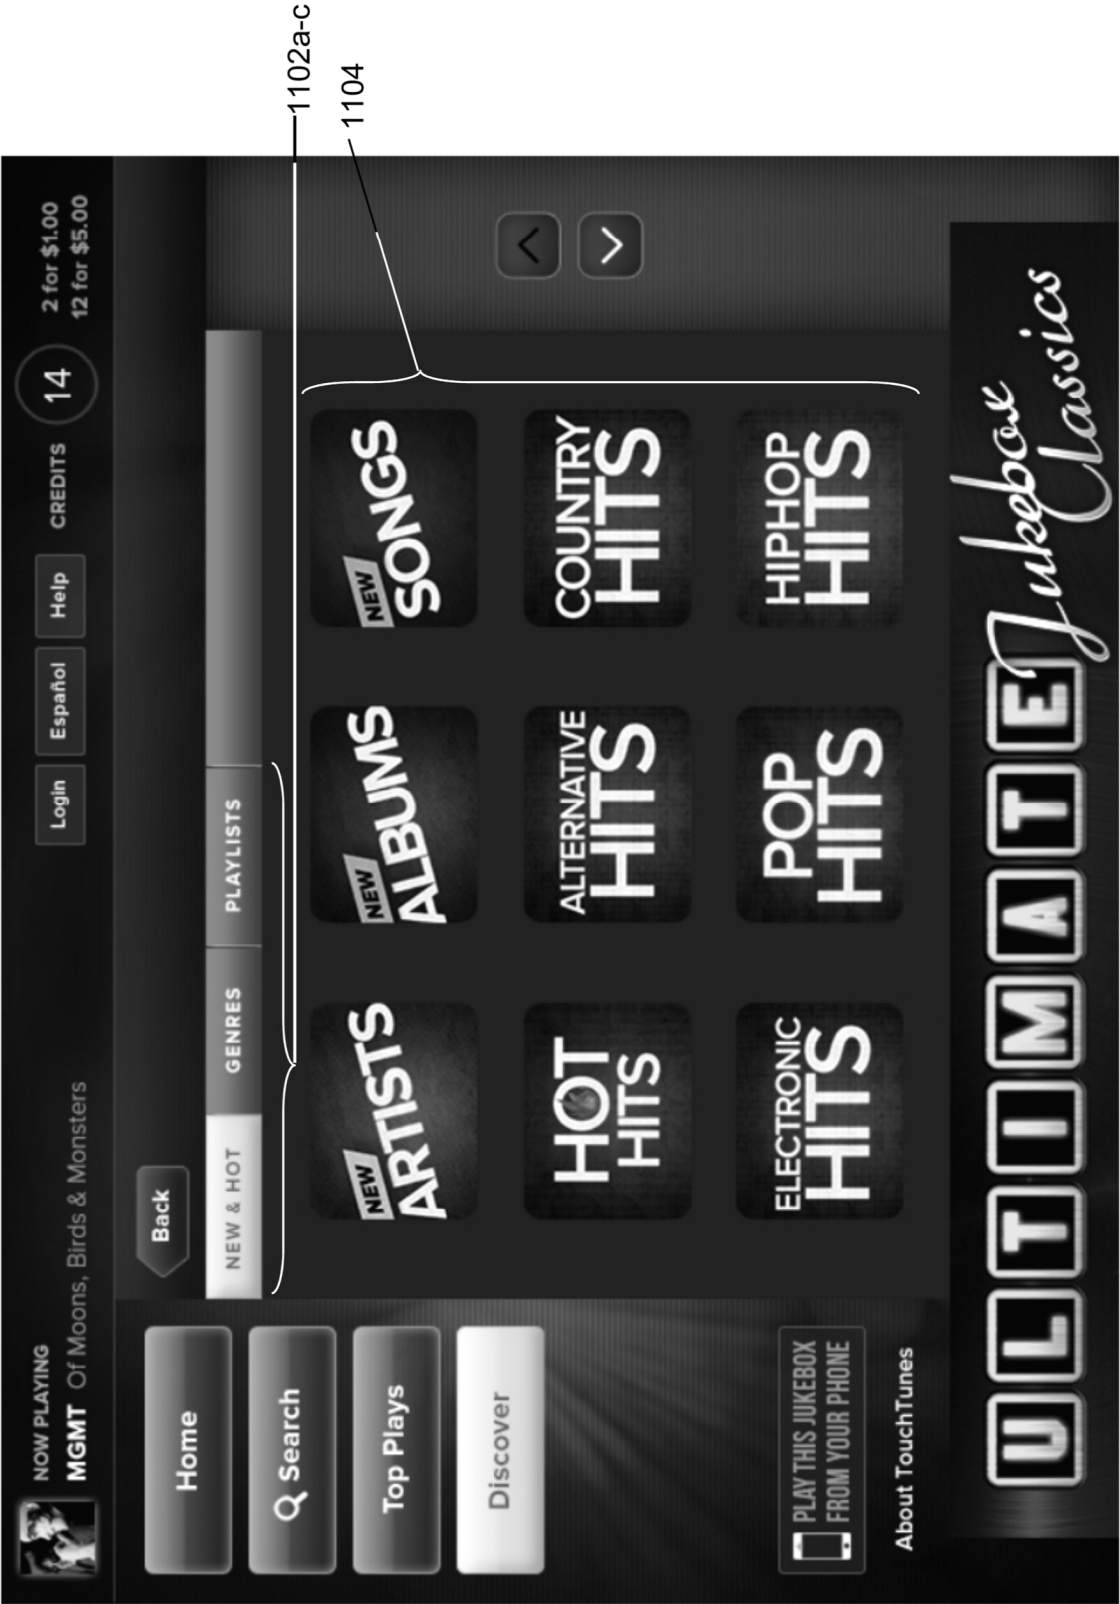 1102a-c
1104
NOW PLAYING
MGMT Of Moons, Birds & Monsters
Login
Español
Help
CREDITS
14
2 for $1.00
12 for $5.00
Back
Home
Search
Top Plays
Discover
NEW & HOT
GENRES
PLAYLISTS
NEW
ARTISTS
NEW
ALBUMS
NEW
SONGS
HOT
HITS
ALTERNATIVE
HITS
COUNTRY
HITS
ELECTRONIC
HITS
POP
HITS
HIPHOP
HITS
PLAY THIS JUKEBOX
FROM YOUR PHONE
About TouchTunes
ULTIMATE Jukebox
Classics